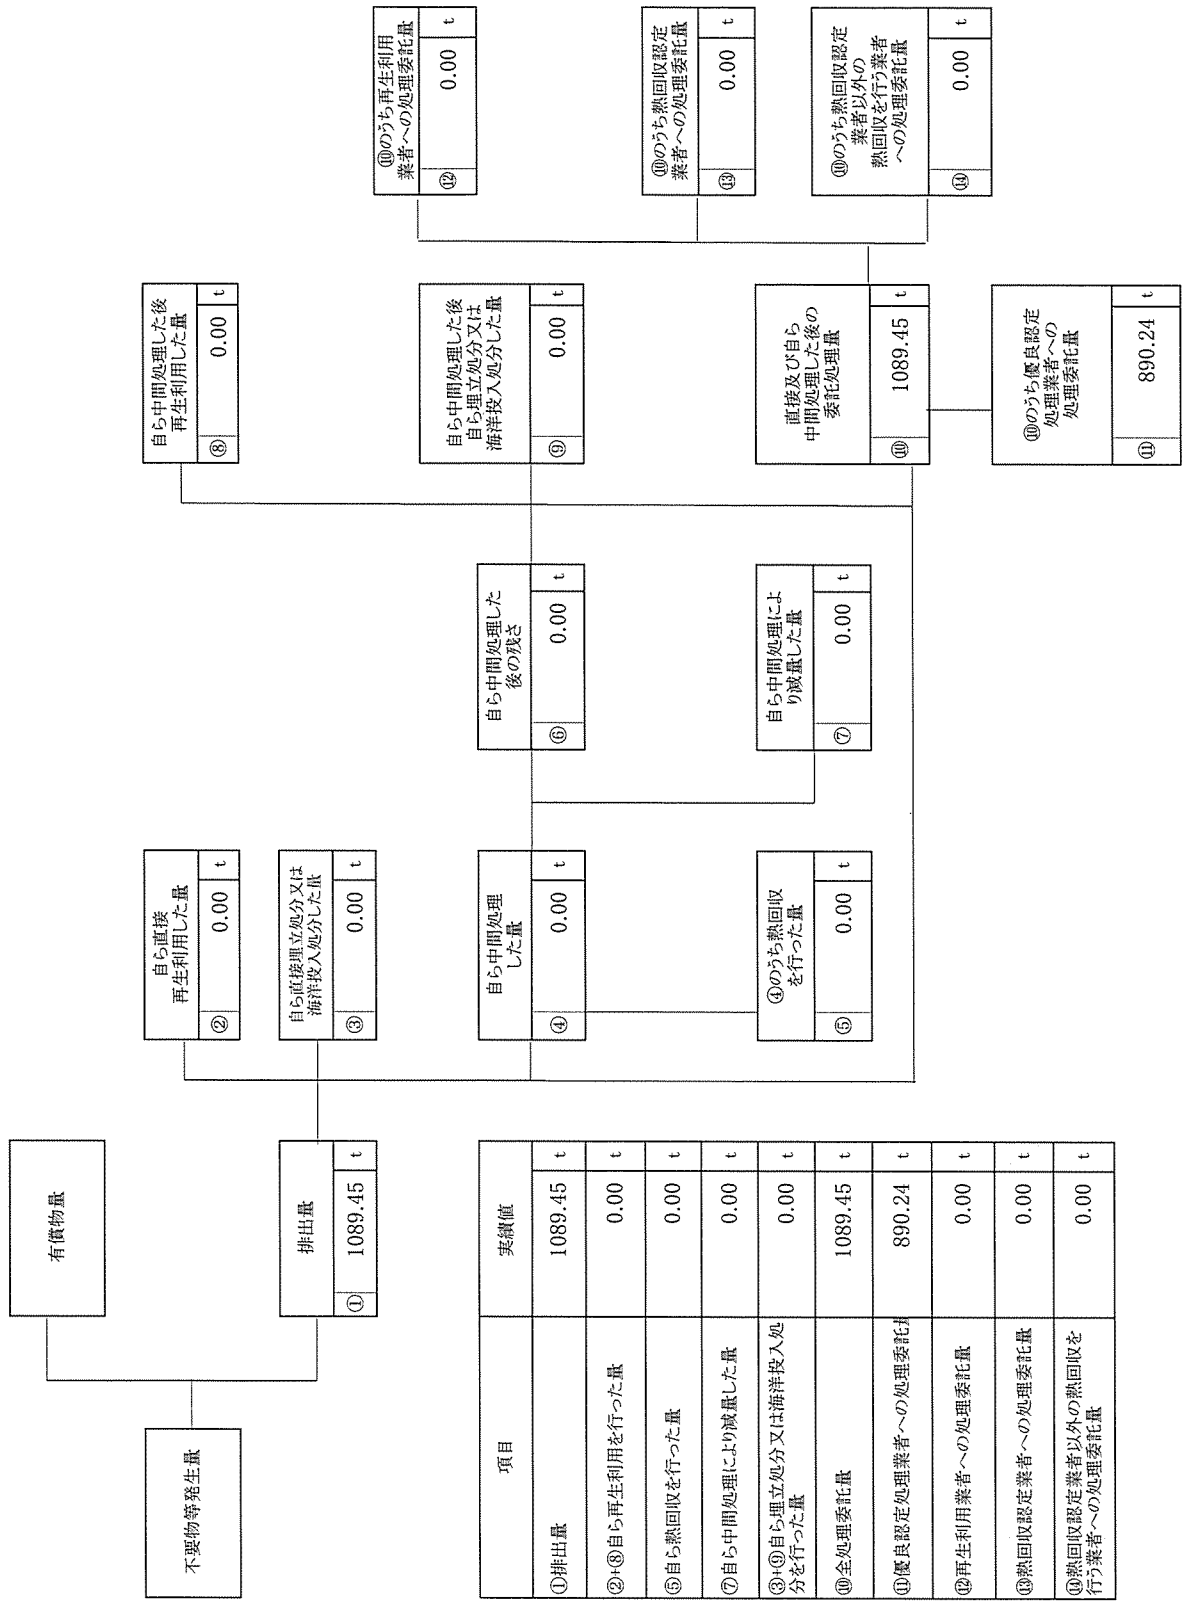 不要物等発生量
有償物量
排出量
① 1089.45 t
自ら直接
再生利用した量
② 0.00 t
自ら直接埋立処分又は
海洋投入処分した量
③ 0.00 t
自ら中間処理
した量
④ 0.00 t
④のうち熱回収
を行った量
⑤ 0.00 t
自ら中間処理した
後の残さ
⑥ 0.00 t
自ら中間処理によ
り減量した量
⑦ 0.00 t
自ら中間処理した後
再生利用した量
⑧ 0.00 t
自ら中間処理した後
自ら埋立処分又は
海洋投入処分した量
⑨ 0.00 t
直接及び自ら
中間処理した後の
委託処理量
⑩ 1089.45 t
⑩のうち優良認定
処理業者への
処理委託量
⑪ 890.24 t
⑩のうち再生利用
業者への処理委託量
⑫ 0.00 t
⑩のうち熱回収認定
業者への処理委託量
⑬ 0.00 t
⑩のうち熱回収認定
業者以外の
熱回収を行う業者
への処理委託量
⑭ 0.00 t
項目 実績値
①排出量 1089.45 t
②+⑧自ら再生利用を行った量 0.00 t
⑤自ら熱回収を行った量 0.00 t
⑦自ら中間処理により減量した量 0.00 t
③+⑨自ら埋立処分又は海洋投入処
分を行った量 0.00 t
⑩全処理委託量 1089.45 t
⑪優良認定処理業者への処理委託量 890.24 t
⑫再生利用業者への処理委託量 0.00 t
⑬熱回収認定業者への処理委託量 0.00 t
⑭熱回収認定業者以外の熱回収を
行う業者への処理委託量 0.00 t